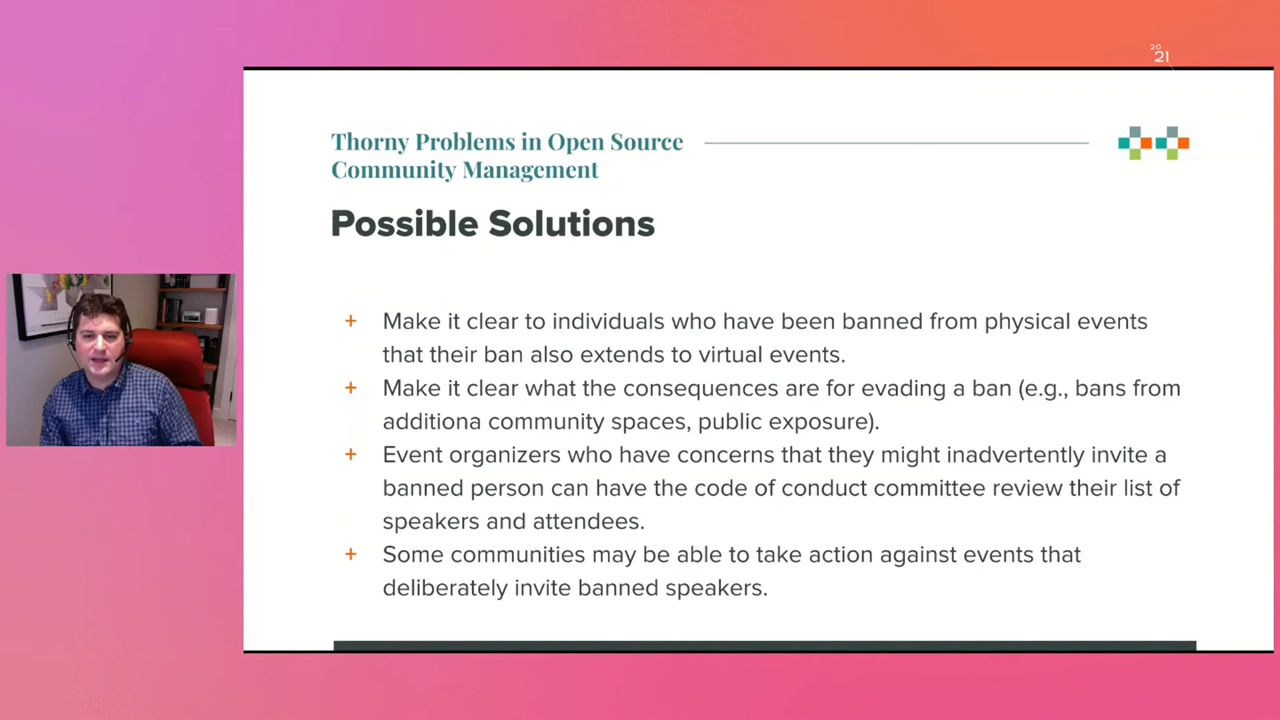 20
21
Thorny Problems in Open Source
Community Management
Possible Solutions
+ Make it clear to individuals who have been banned from physical events
that their ban also extends to virtual events.
+ Make it clear what the consequences are for evading a ban (e.g., bans from
additiona community spaces, public exposure).
+ Event organizers who have concerns that they might inadvertently invite a
banned person can have the code of conduct committee review their list of
speakers and attendees.
+ Some communities may be able to take action against events that
deliberately invite banned speakers.